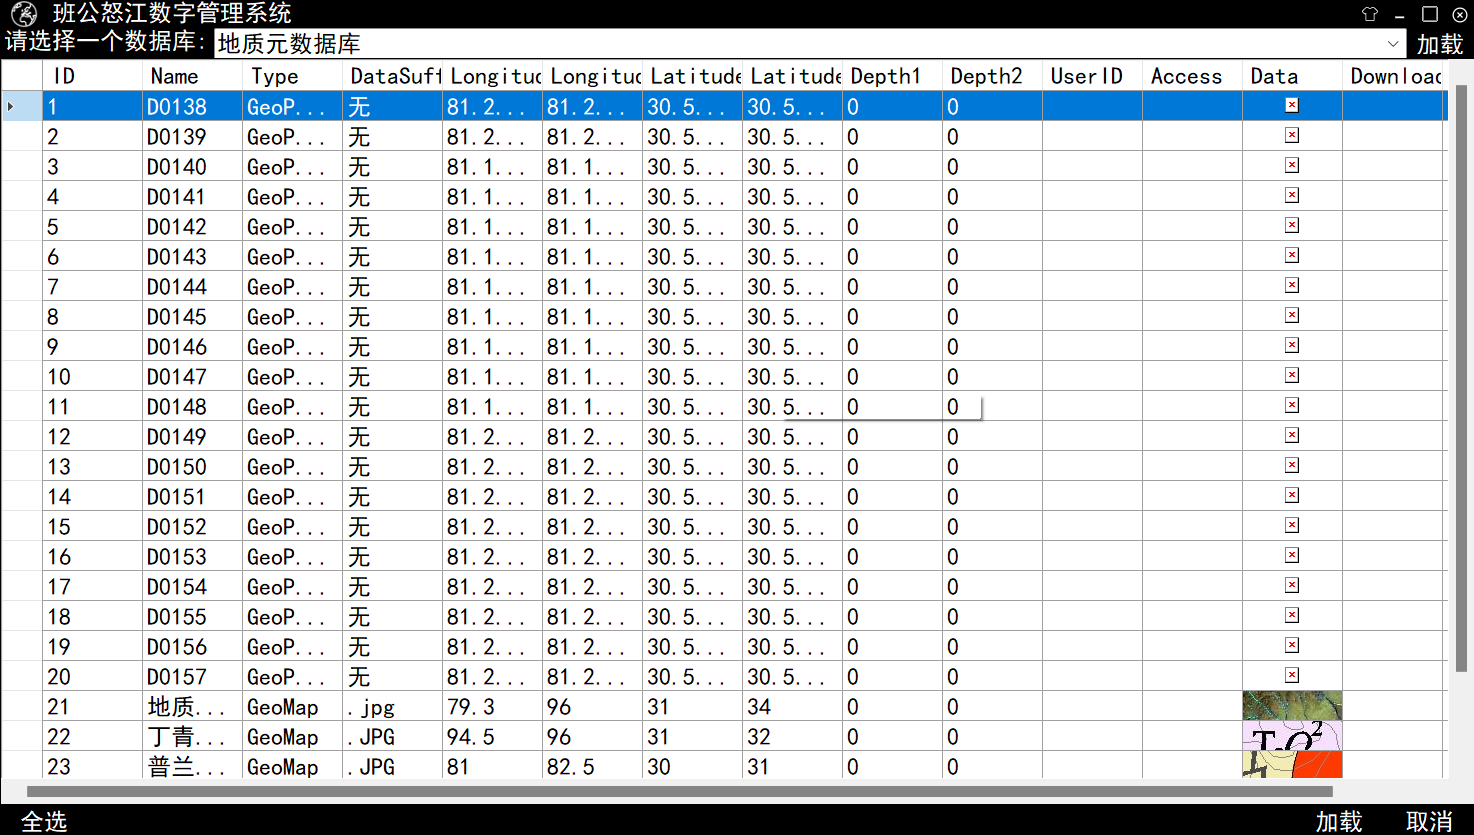 班公怒江数字管理系统
请选择一个数据库: 地质元数据库 加载
ID Name Type DataSuff Longituc Longituc Latitude Latitude Depth1 Depth2 UserID Access Data Download
1 D0138 GeoP... 无 81.2... 81.2... 30.5... 30.5... 0 0
2 D0139 GeoP... 无 81.2... 81.2... 30.5... 30.5... 0 0
3 D0140 GeoP... 无 81.1... 81.1... 30.5... 30.5... 0 0
4 D0141 GeoP... 无 81.1... 81.1... 30.5... 30.5... 0 0
5 D0142 GeoP... 无 81.1... 81.1... 30.5... 30.5... 0 0
6 D0143 GeoP... 无 81.1... 81.1... 30.5... 30.5... 0 0
7 D0144 GeoP... 无 81.1... 81.1... 30.5... 30.5... 0 0
8 D0145 GeoP... 无 81.1... 81.1... 30.5... 30.5... 0 0
9 D0146 GeoP... 无 81.1... 81.1... 30.5... 30.5... 0 0
10 D0147 GeoP... 无 81.1... 81.1... 30.5... 30.5... 0 0
11 D0148 GeoP... 无 81.1... 81.1... 30.5... 30.5... 0 0
12 D0149 GeoP... 无 81.2... 81.2... 30.5... 30.5... 0 0
13 D0150 GeoP... 无 81.2... 81.2... 30.5... 30.5... 0 0
14 D0151 GeoP... 无 81.2... 81.2... 30.5... 30.5... 0 0
15 D0152 GeoP... 无 81.2... 81.2... 30.5... 30.5... 0 0
16 D0153 GeoP... 无 81.2... 81.2... 30.5... 30.5... 0 0
17 D0154 GeoP... 无 81.2... 81.2... 30.5... 30.5... 0 0
18 D0155 GeoP... 无 81.2... 81.2... 30.5... 30.5... 0 0
19 D0156 GeoP... 无 81.2... 81.2... 30.5... 30.5... 0 0
20 D0157 GeoP... 无 81.2... 81.2... 30.5... 30.5... 0 0
21 地质... GeoMap .jpg 79.3 96 31 34 0 0
22 丁青... GeoMap .JPG 94.5 96 31 32 0 0
23 普兰... GeoMap .JPG 81 82.5 30 31 0 0
全选 加载 取消